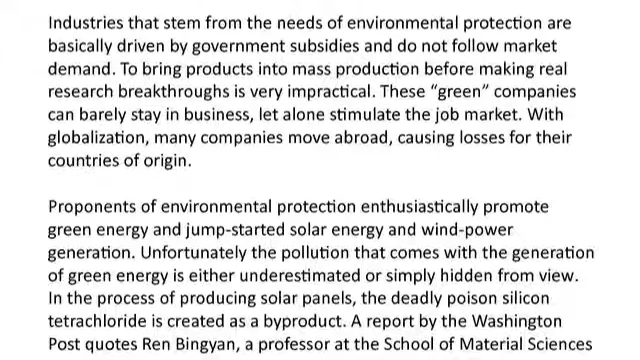 Industries that stem from the needs of environmental protection are
basically driven by government subsidies and do not follow market
demand. To bring products into mass production before making real
research breakthroughs is very impractical. These “green” companies
can barely stay in business, let alone stimulate the job market. With
globalization, many companies move abroad, causing losses for their
countries of origin.
Proponents of environmental protection enthusiastically promote
green energy and jump-started solar energy and wind-power
generation. Unfortunately the pollution that comes with the generation
of green energy is either underestimated or simply hidden from view.
In the process of producing solar panels, the deadly poison silicon
tetrachloride is created as a byproduct. A report by the Washington
Post quotes Ren Bingyan, a professor at the School of Material Sciences